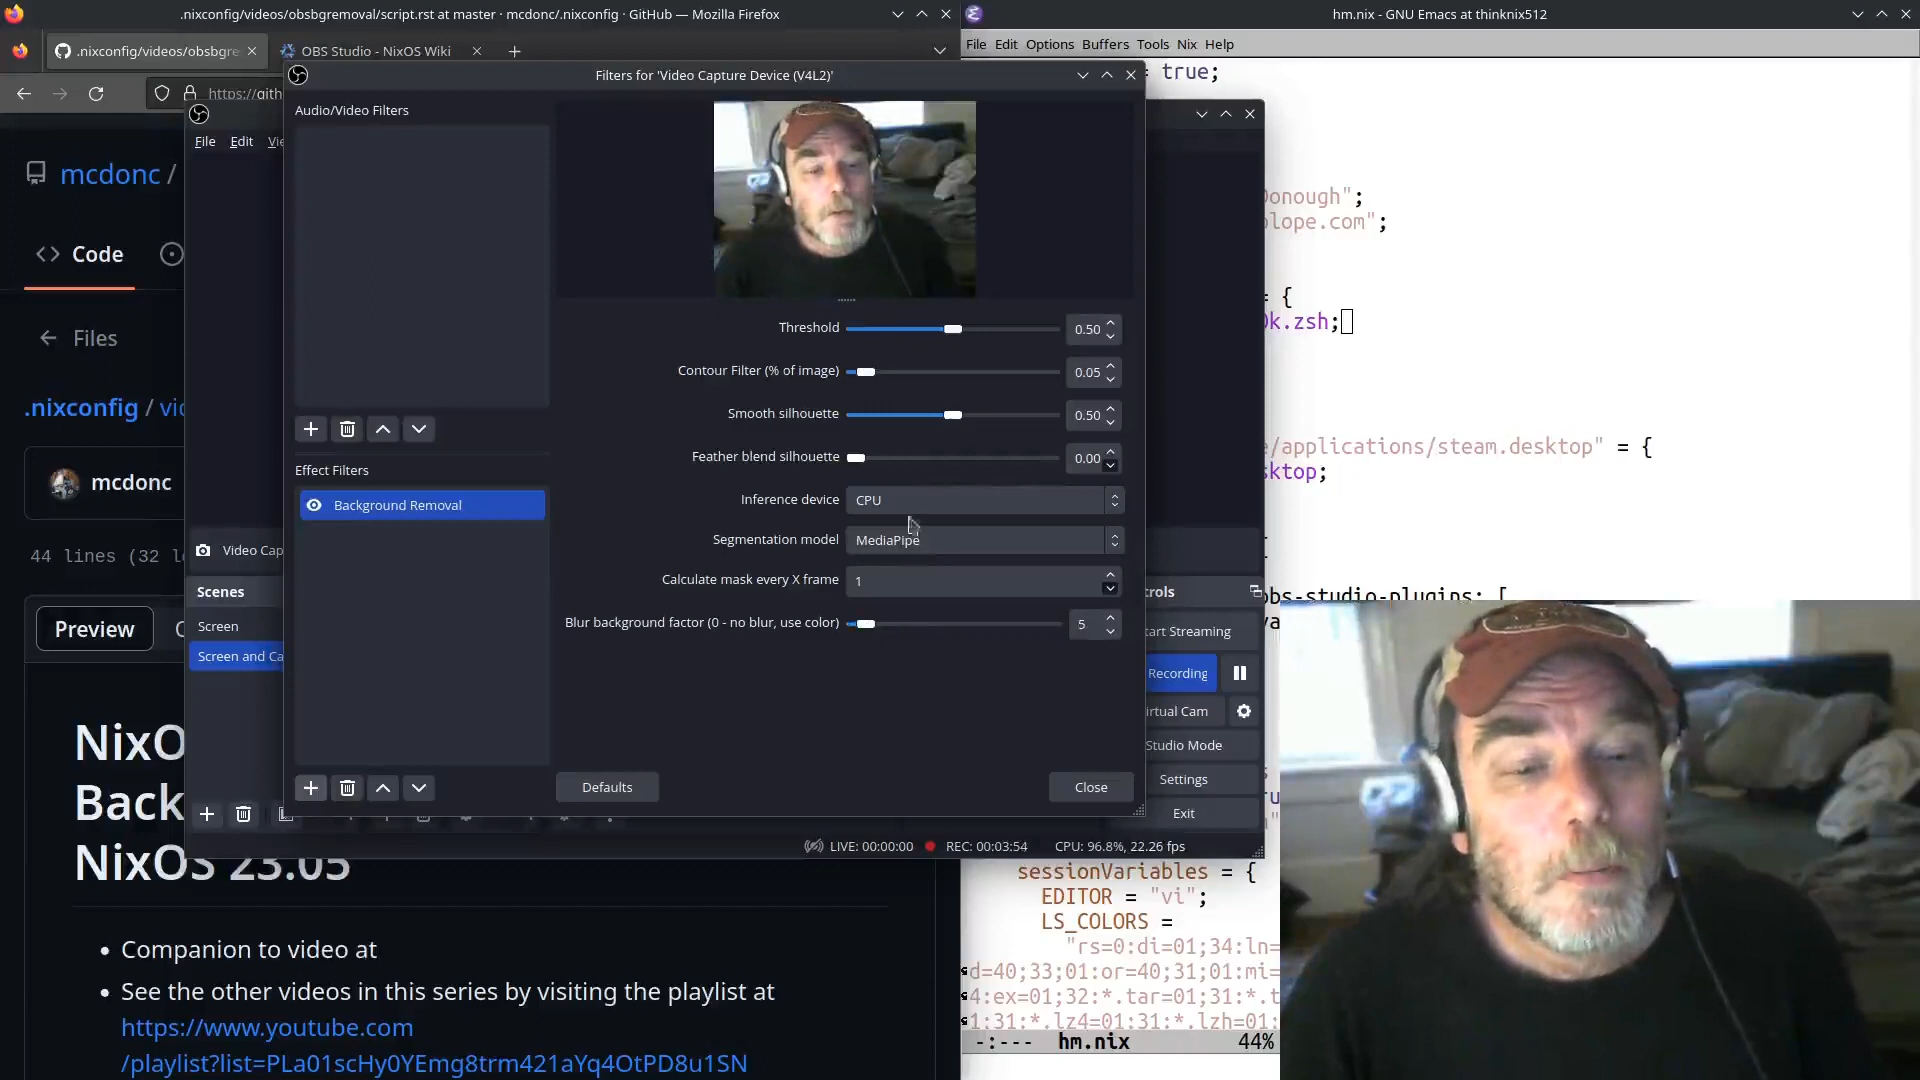 .nixconfig/videos/obsbgremoval/script.rst at master · mcdonc/.nixconfig · GitHub — Mozilla Firefox
.nixconfig/videos/obsbgre
OBS Studio - NixOS Wiki
https://gith
mcdonc /
Code
Files
.nixconfig / vid
mcdonc
44 lines (32 lo
Preview
NixO
Back
NixOS 23.05
Companion to video at
See the other videos in this series by visiting the playlist at
https://www.youtube.com
/playlist?list=PLa01scHy0YEmg8trm421aYq4OtPD8u1SN
File Edit Vie
Video Cap
Scenes
Screen
Screen and Ca
Filters for 'Video Capture Device (V4L2)'
Audio/Video Filters
Effect Filters
Background Removal
Threshold 0.50
Contour Filter (% of image) 0.05
Smooth silhouette 0.50
Feather blend silhouette 0.00
Inference device CPU
Segmentation model MediaPipe
Calculate mask every X frame 1
Blur background factor (0 - no blur, use color) 5
Defaults
Close
trols
tart Streaming
Recording
irtual Cam
Studio Mode
Settings
Exit
LIVE: 00:00:00 REC: 00:03:54 CPU: 96.8%, 22.26 fps
hm.nix - GNU Emacs at thinknix512
File Edit Options Buffers Tools Nix Help
= true;
onough";
lope.com";
= {
k.zsh;
e/applications/steam.desktop" = {
ktop;
obs-studio-plugins; [
sessionVariables = {
EDITOR = "vi";
LS_COLORS =
"rs=0:di=01;34:ln=
d=40;33;01:or=40;31;01:mi=
4:ex=01;32:*.tar=01;31:*.t
1:31:*.lz4=01:31:*.lzh=01:
-:--- hm.nix 44%